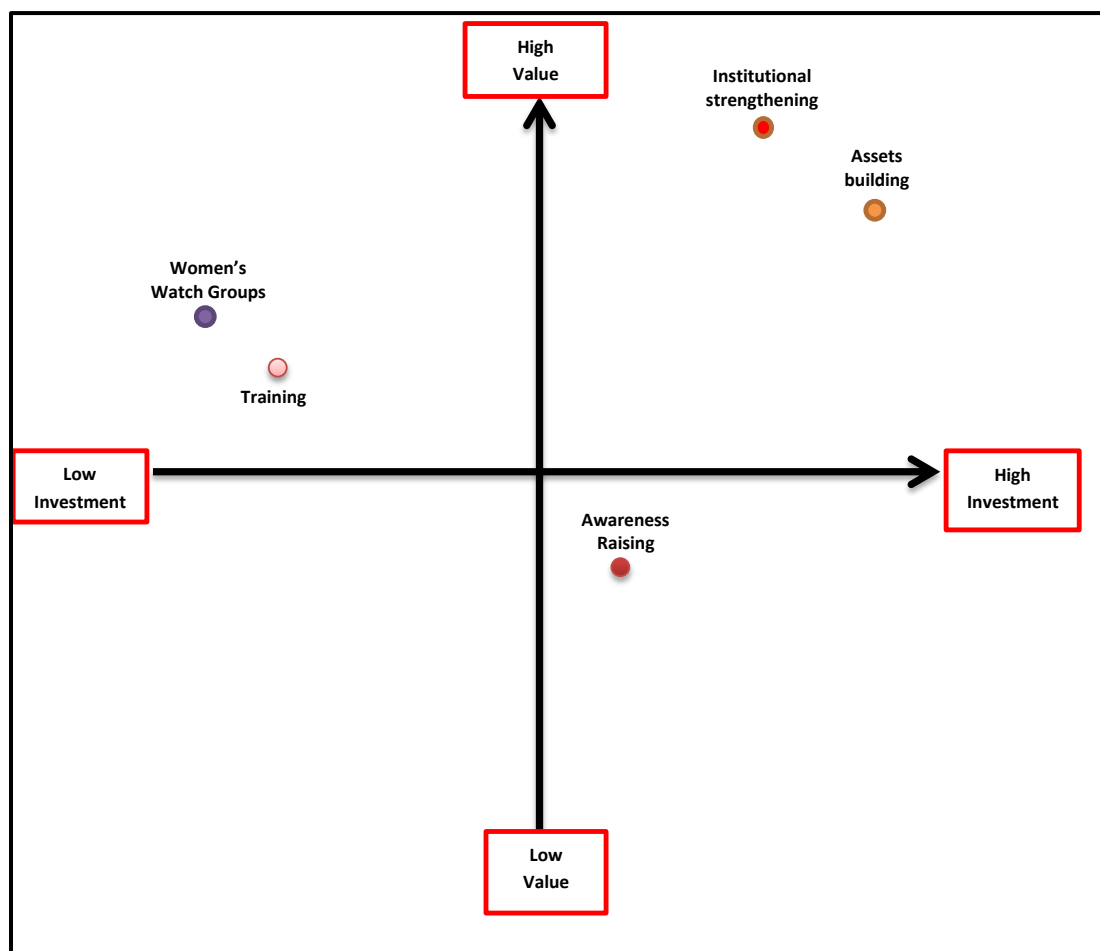 High
Value
Institutional
strengthening
Assets
building
Women’s
Watch Groups
Training
Low
Investment
High
Investment
Awareness
Raising
Low
Value